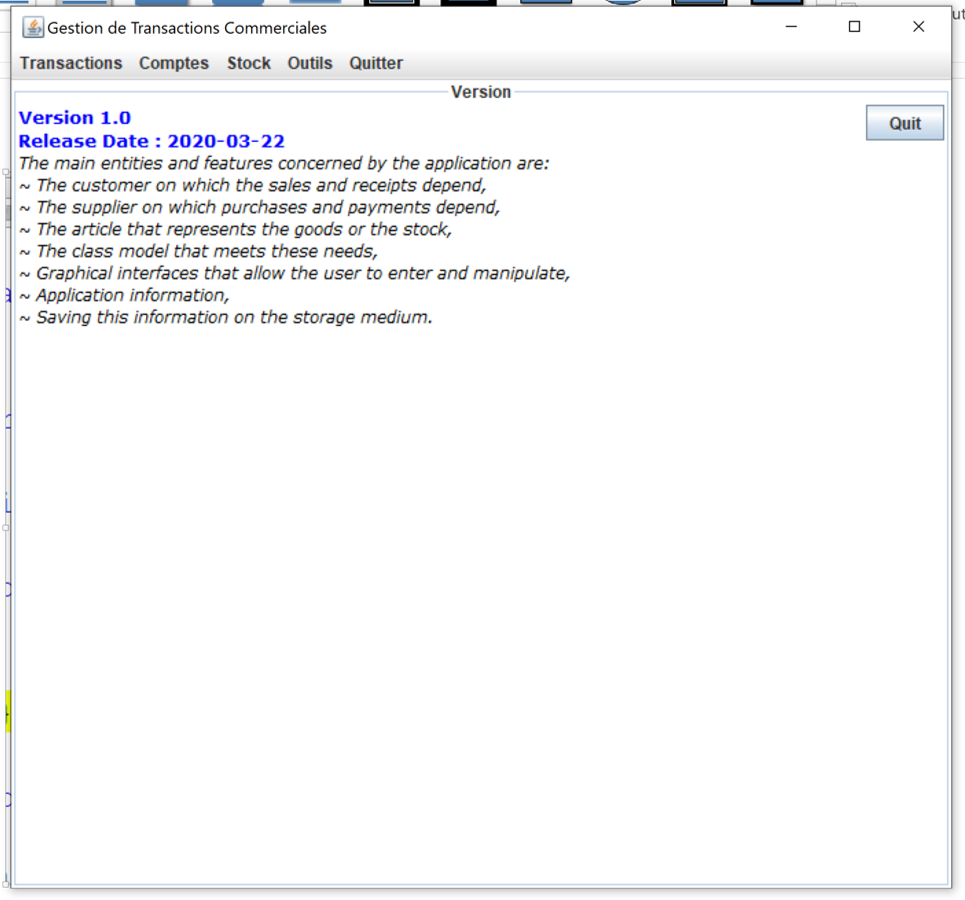 Gestion de Transactions Commerciales
Transactions Comptes Stock Outils Quitter
Version
Version 1.0
Quit
Release Date : 2020-03-22
The main entities and features concerned by the application are:
~ The customer on which the sales and receipts depend,
~ The supplier on which purchases and payments depend,
~ The article that represents the goods or the stock,
~ The class model that meets these needs,
~ Graphical interfaces that allow the user to enter and manipulate,
~ Application information,
~ Saving this information on the storage medium.